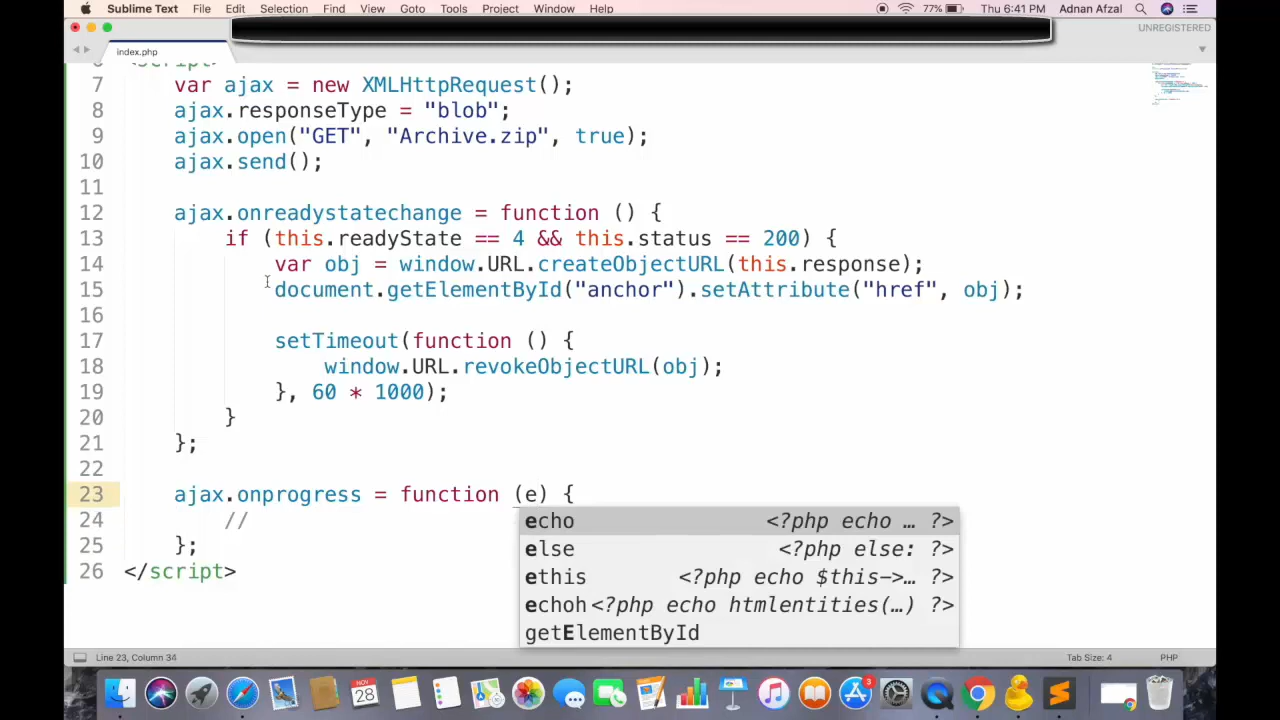 Sublime Text File Edit Selection Find View Goto Tools Project Window Help 77% Thu 6:41 PM Adnan Afzal
UNREGISTERED
index.php
6 <script>
7 var ajax = new XMLHttpRequest();
8 ajax.responseType = "blob";
9 ajax.open("GET", "Archive.zip", true);
10 ajax.send();
11
12 ajax.onreadystatechange = function () {
13 if (this.readyState == 4 && this.status == 200) {
14 var obj = window.URL.createObjectURL(this.response);
15 document.getElementById("anchor").setAttribute("href", obj);
16
17 setTimeout(function () {
18 window.URL.revokeObjectURL(obj);
19 }, 60 * 1000);
20 }
21 };
22
23 ajax.onprogress = function (e) {
24 //
25 };
26 </script>
echo <?php echo … ?>
else <?php else: ?>
ethis <?php echo $this->… ?>
echoh <?php echo htmlentities(…) ?>
getElementById
Line 23, Column 34 Tab Size: 4 PHP
NOV
28
3